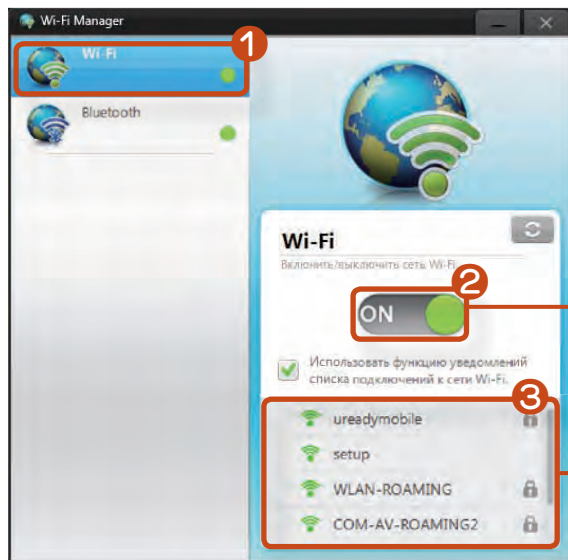 Wi-Fi Manager
Wi-Fi
1
Bluetooth
Wi-Fi
Включить/выключить сеть Wi-Fi
2
ON
Использовать функцию уведомлений
списка подключений к сети Wi-Fi.
3
ureadymobile
setup
WLAN-ROAMING
COM-AV-ROAMING2